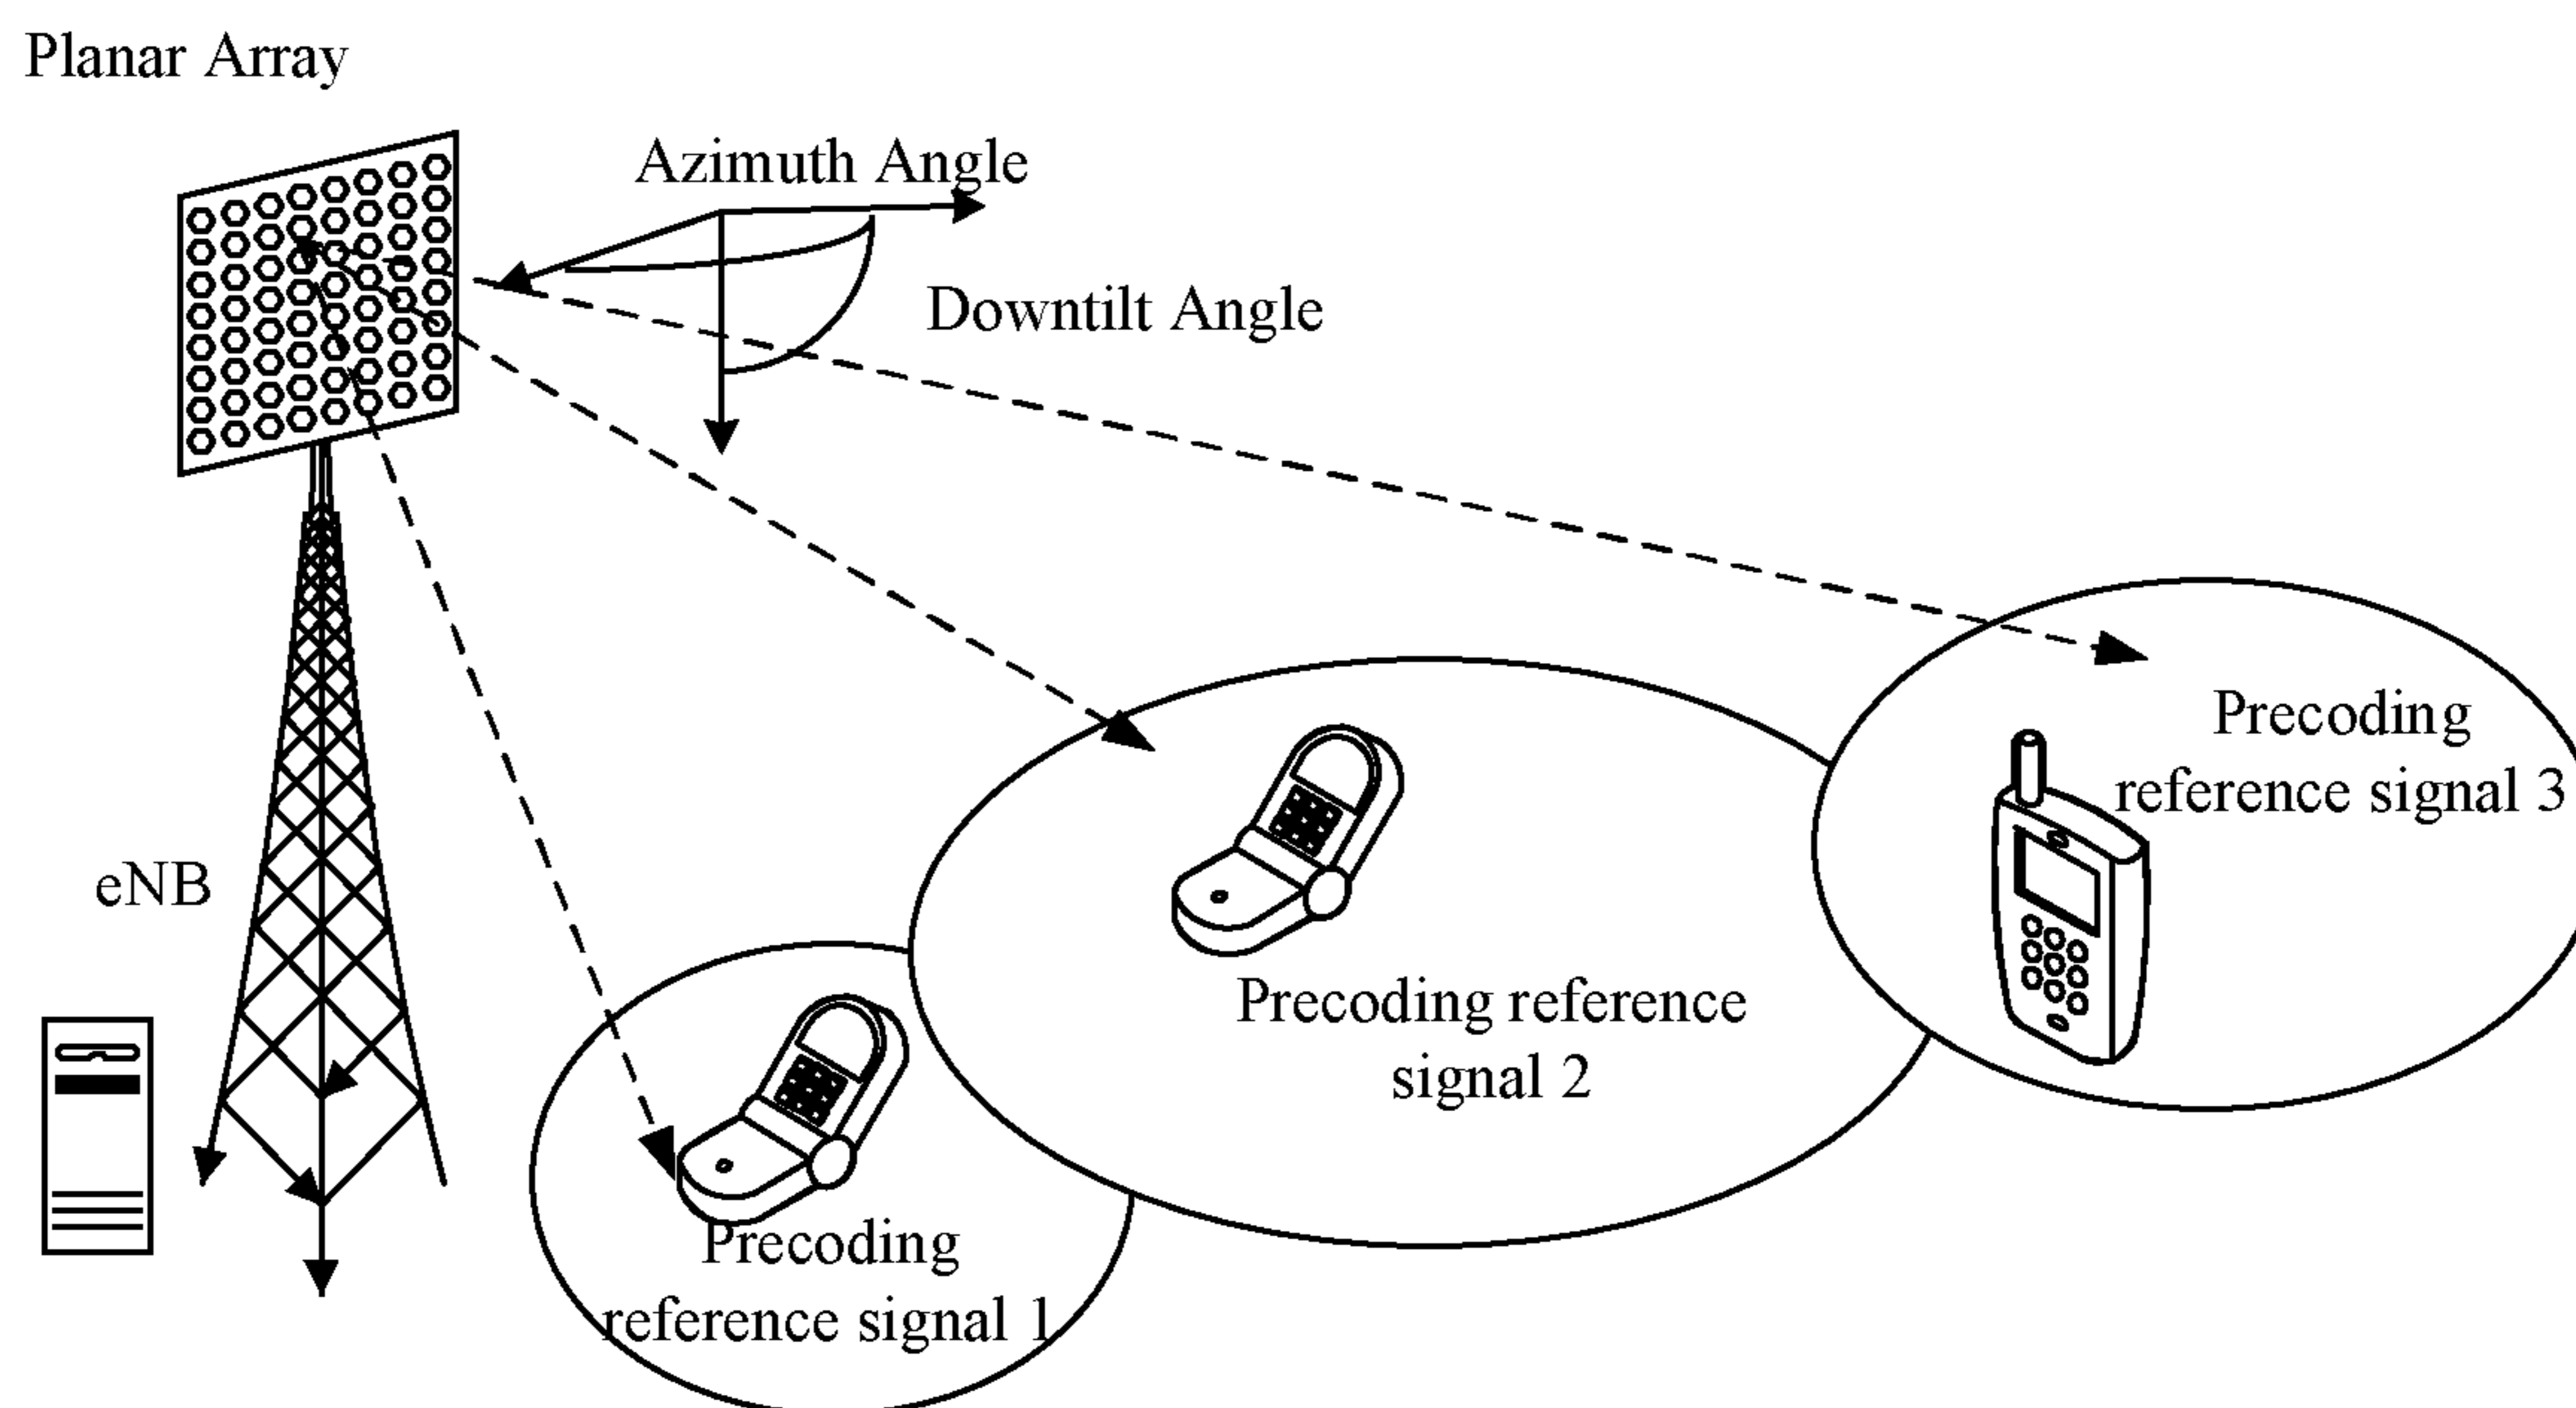 Planar Array
Azimuth Angle
Downtilt Angle
Precoding
reference signal 3
eNB
Precoding reference
signal 2
Precoding
reference signal 1